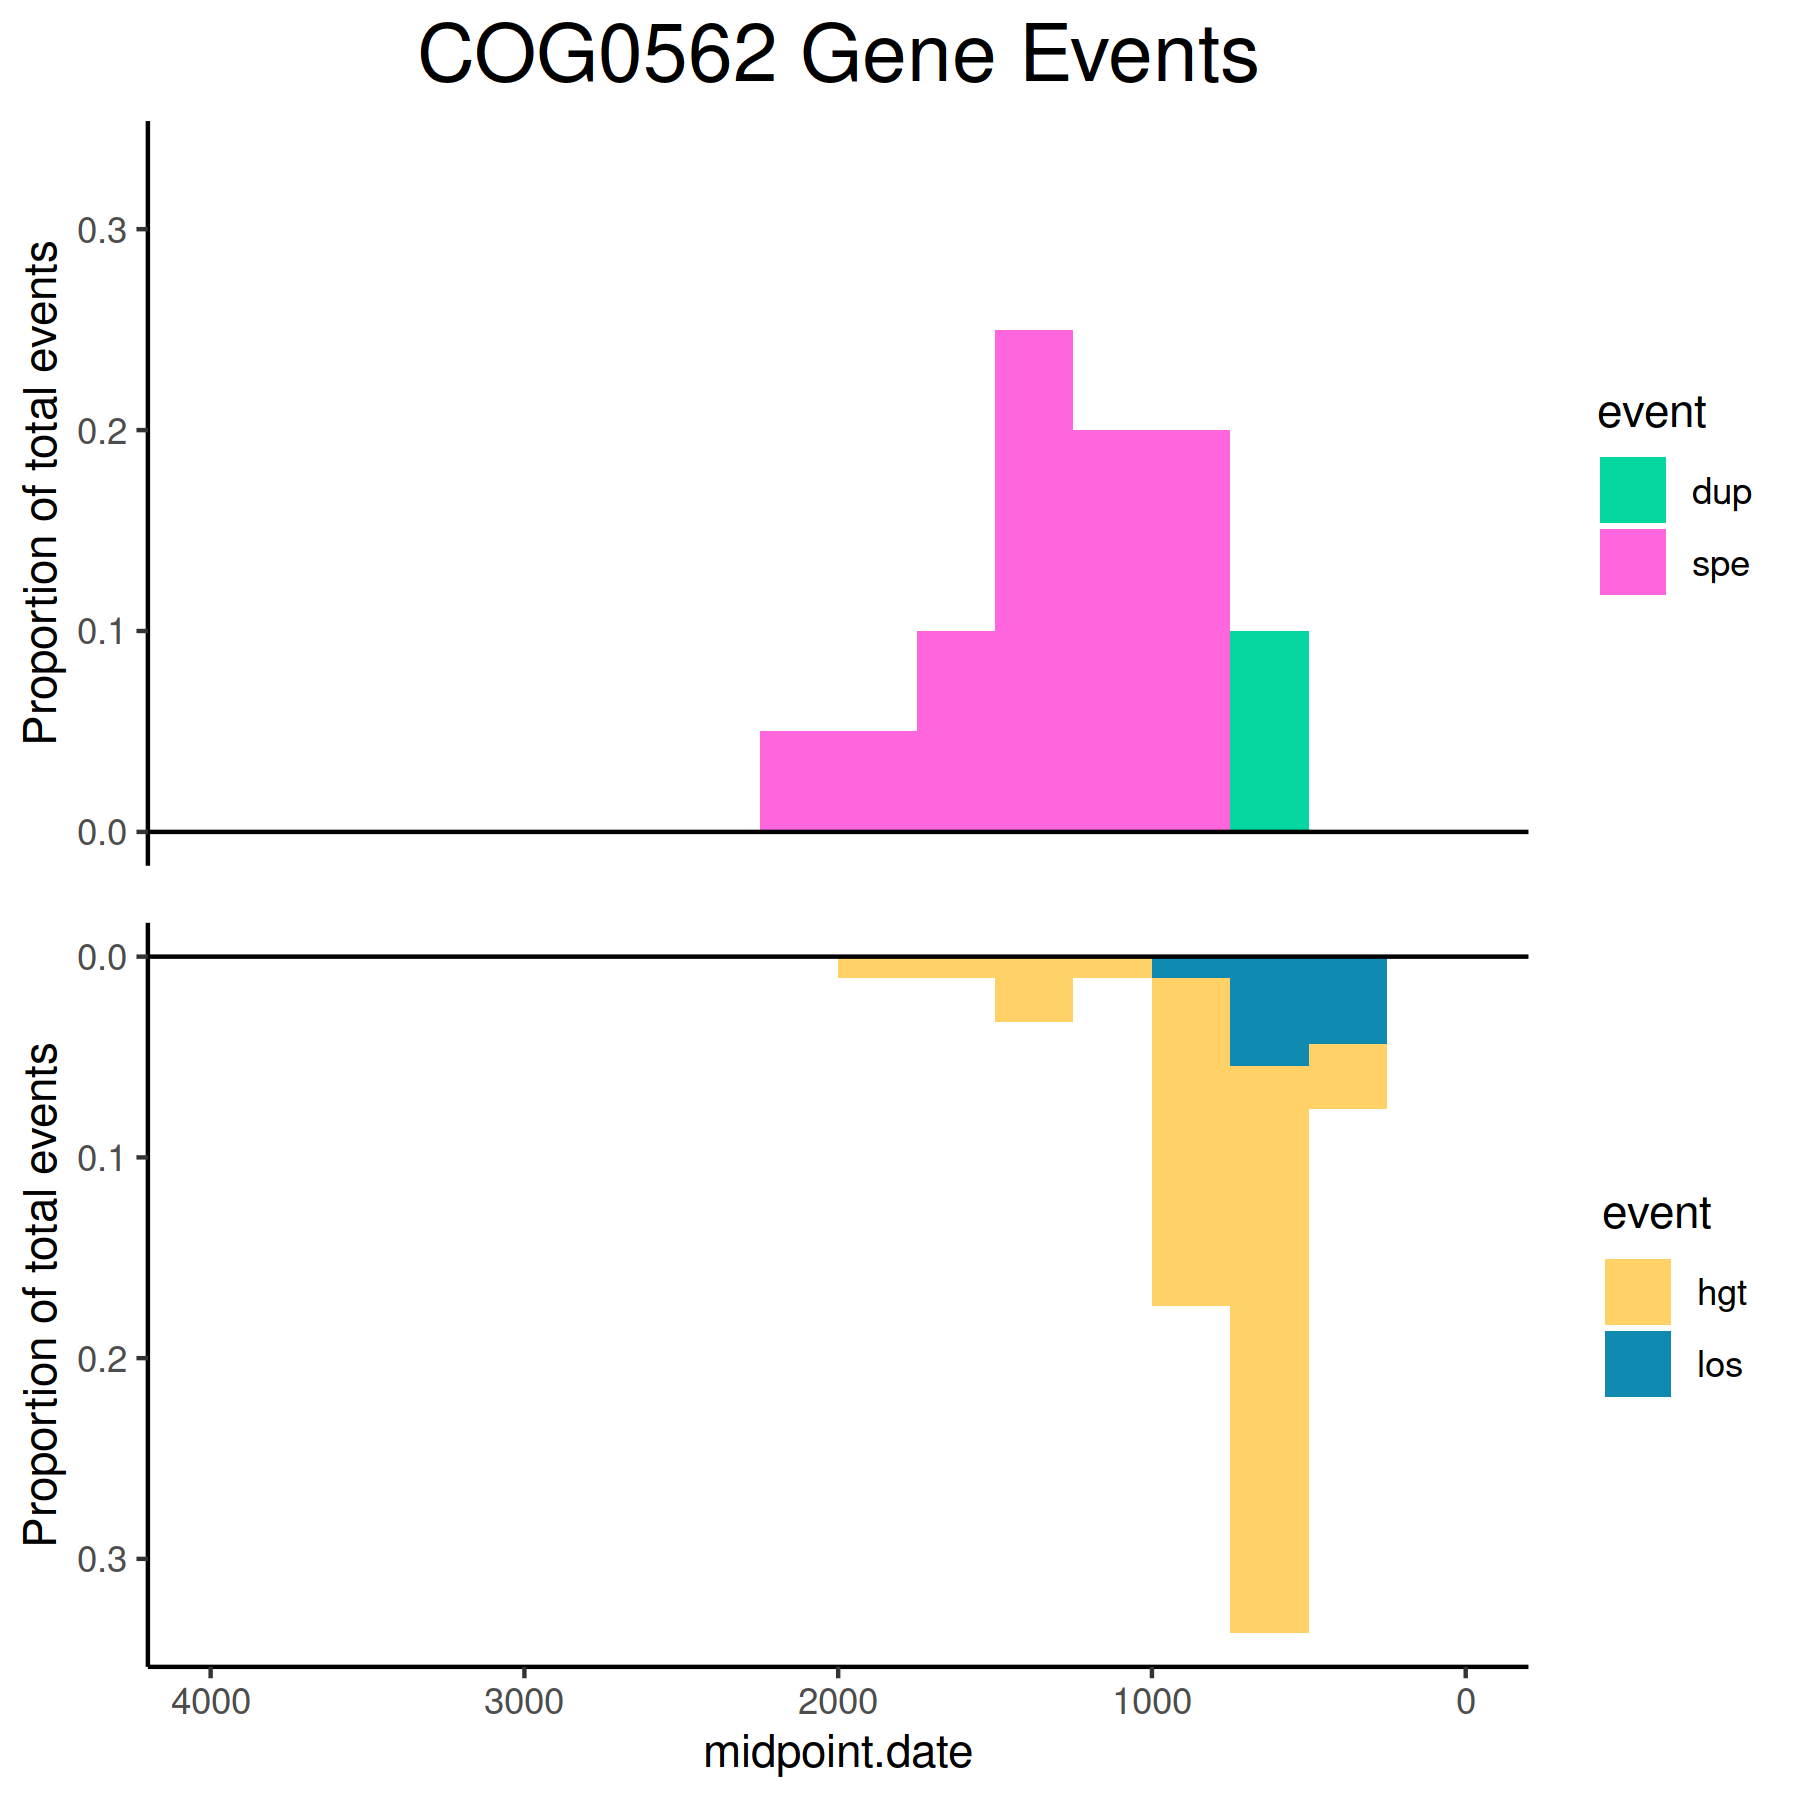 COG0562 Gene Events
Proportion of total events
0.3
0.2
0.1
0.0
event
dup
spe
Proportion of total events
0.0
0.1
0.2
0.3
event
hgt
los
4000 3000 2000 1000 0
midpoint.date